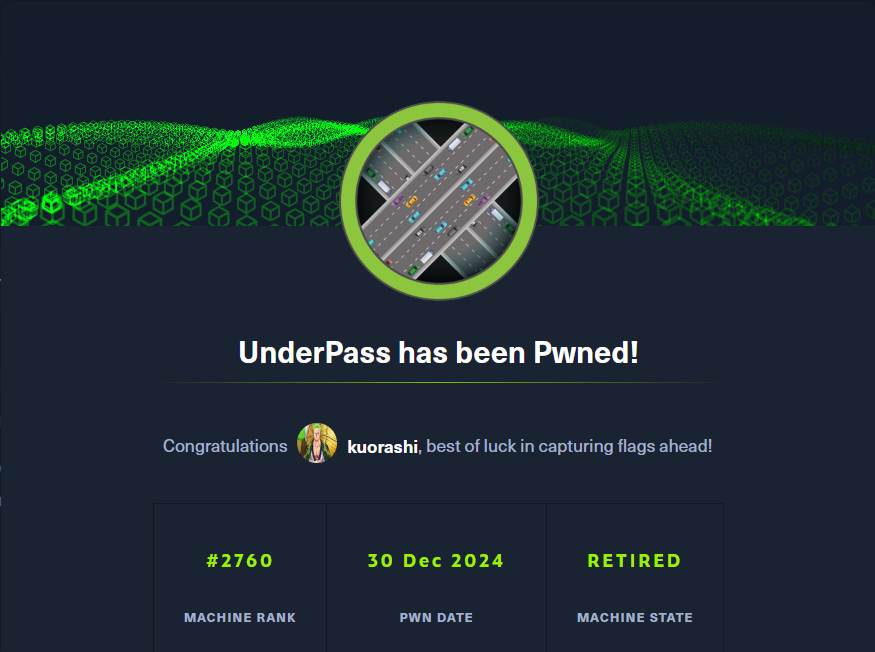 UnderPass has been Pwned!
Congratulations kuorashi, best of luck in capturing flags ahead!
#2760 30 Dec 2024 RETIRED
MACHINE RANK PWN DATE MACHINE STATE